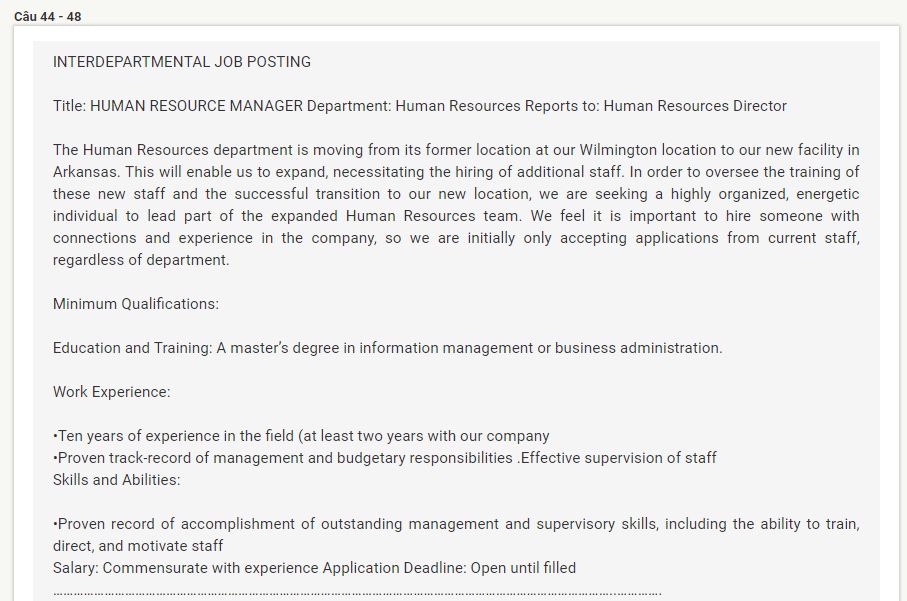 Câu 44 - 48
INTERDEPARTMENTAL JOB POSTING
Title: HUMAN RESOURCE MANAGER Department: Human Resources Reports to: Human Resources Director
The Human Resources department is moving from its former location at our Wilmington location to our new facility in
Arkansas. This will enable us to expand, necessitating the hiring of additional staff. In order to oversee the training of
these new staff and the successful transition to our new location, we are seeking a highly organized, energetic
individual to lead part of the expanded Human Resources team. We feel it is important to hire someone with
connections and experience in the company, so we are initially only accepting applications from current staff,
regardless of department.
Minimum Qualifications:
Education and Training: A master's degree in information management or business administration.
Work Experience:
•Ten years of experience in the field (at least two years with our company
•Proven track-record of management and budgetary responsibilities .Effective supervision of staff
Skills and Abilities:
•Proven record of accomplishment of outstanding management and supervisory skills, including the ability to train,
direct, and motivate staff
Salary: Commensurate with experience Application Deadline: Open until filled
……………………………………………………………………………………………………………………………………………..………….